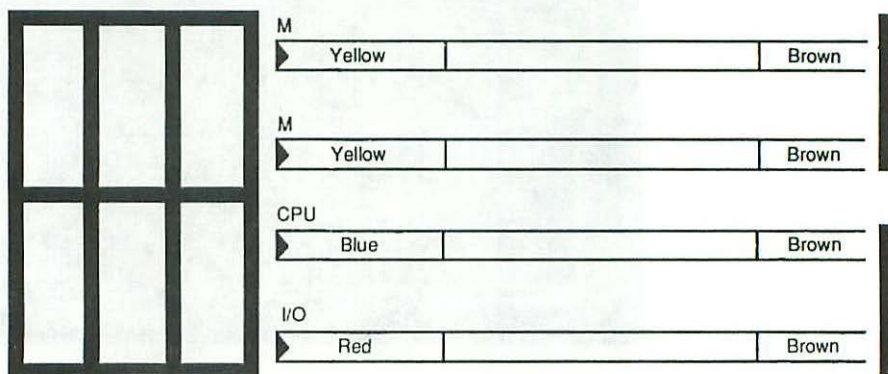 M
Yellow Brown
M
Yellow Brown
CPU
Blue Brown
I/O
Red Brown